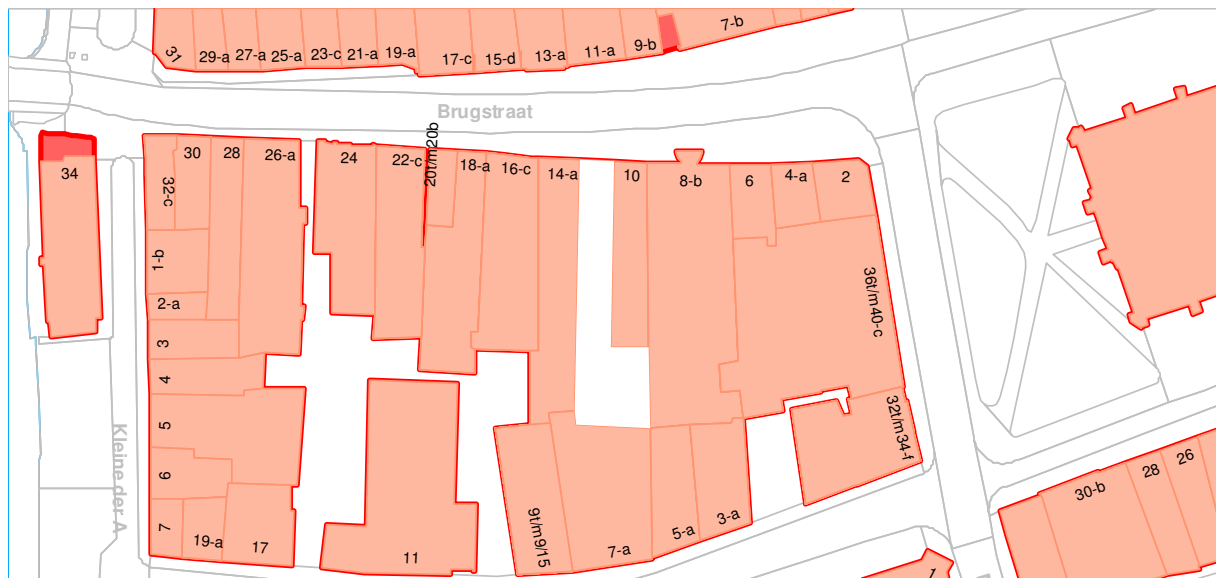 31
29-a
27-a
25-a
23-c
21-a
19-a
17-c
15-d
13-a
11-a
9-b
7-b
Brugstraat
34
32-c
30
28
26-a
24
22-c
20t/m20b
18-a
16-c
14-a
10
8-b
6
4-a
2
1-b
2-a
3
4
5
6
7
19-a
17
11
9t/m9/15
7-a
5-a
3-a
36t/m40-c
32t/m34-f
30-b
28
26
1
Kleine der A